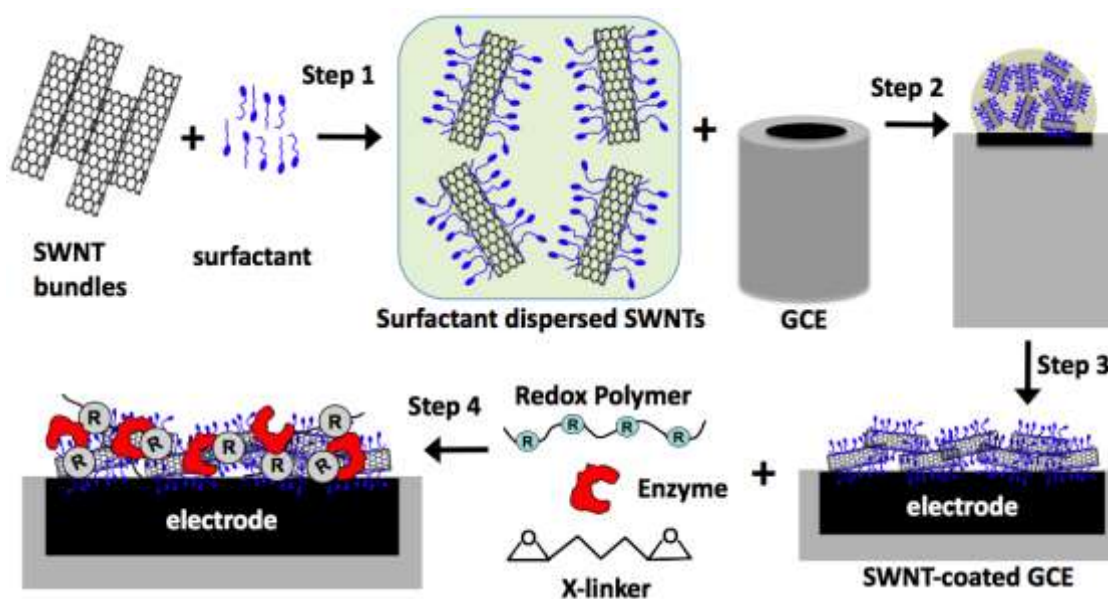 Step 1
+
+
Step 2
SWNT
bundles
surfactant
Surfactant dispersed SWNTs
GCE
Step 3
Step 4
Redox Polymer
R R R R
Enzyme
+
X-linker
O O
R R R R R R R
electrode
electrode
SWNT-coated GCE